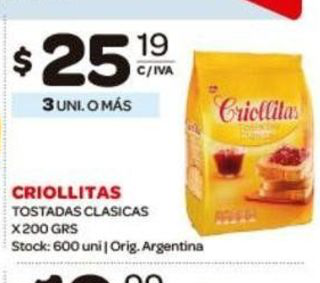 $ 25 19
C/IVA
3 UNI. O MÁS
Criollitas
CRIOLLITAS
TOSTADAS CLASICAS
X 200 GRS
Stock: 600 uni | Orig. Argentina